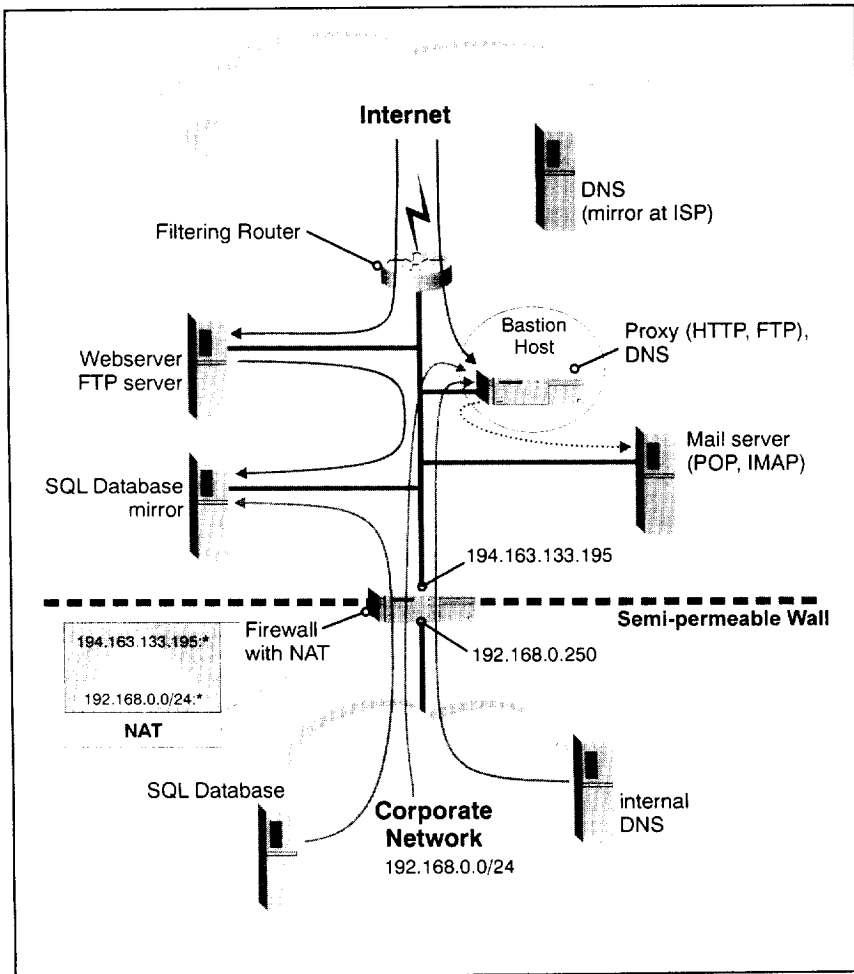 Internet
DNS
(mirror at ISP)
Filtering Router
Bastion
Host
Proxy (HTTP, FTP),
DNS
Webserver
FTP server
Mail server
(POP, IMAP)
SQL Database
mirror
194.163.133.195
Semi-permeable Wall
Firewall
with NAT
192.168.0.250
194.163.133.195:*
192.168.0.0/24:*
NAT
SQL Database
Corporate
Network
192.168.0.0/24
internal
DNS